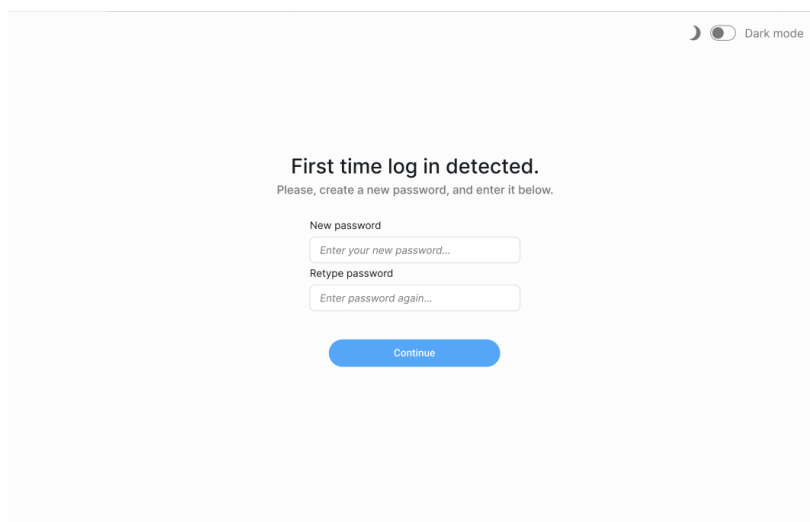 Dark mode
First time log in detected.
Please, create a new password, and enter it below.
New password
Enter your new password...
Retype password
Enter password again...
Continue